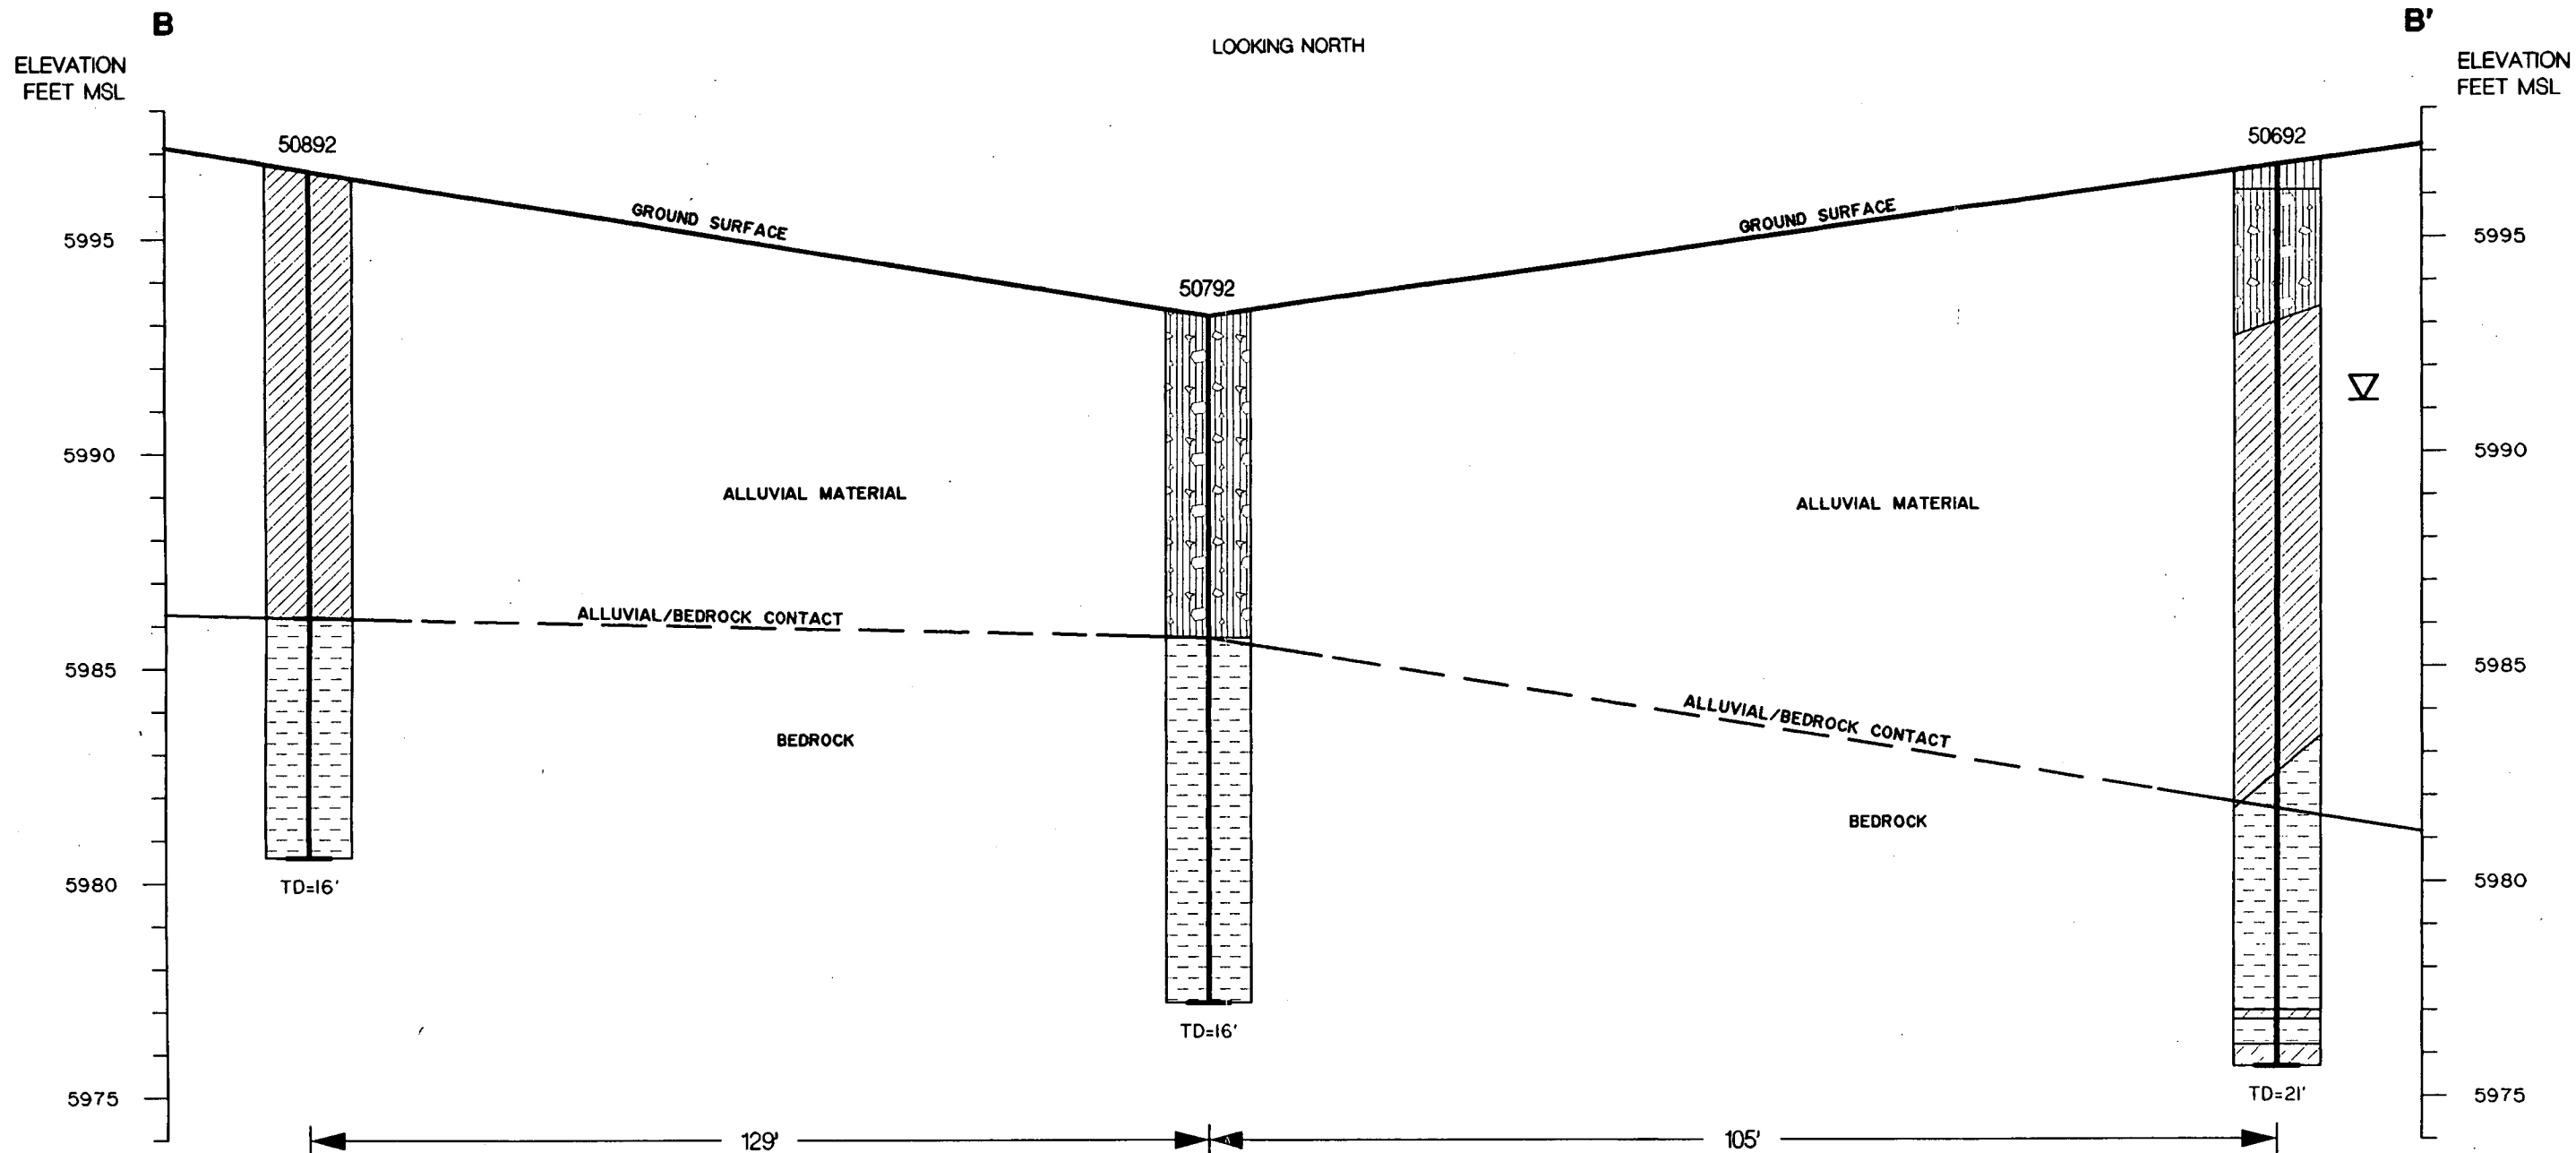 B
B'
LOOKING NORTH
ELEVATION
FEET MSL
ELEVATION
FEET MSL
50892
50692
GROUND SURFACE
GROUND SURFACE
5995
5995
50792
5990
5990
ALLUVIAL MATERIAL
ALLUVIAL MATERIAL
ALLUVIAL/BEDROCK CONTACT
5985
5985
ALLUVIAL/BEDROCK CONTACT
BEDROCK
BEDROCK
5980
5980
TD=16'
TD=16'
TD=21'
5975
5975
129'
105'